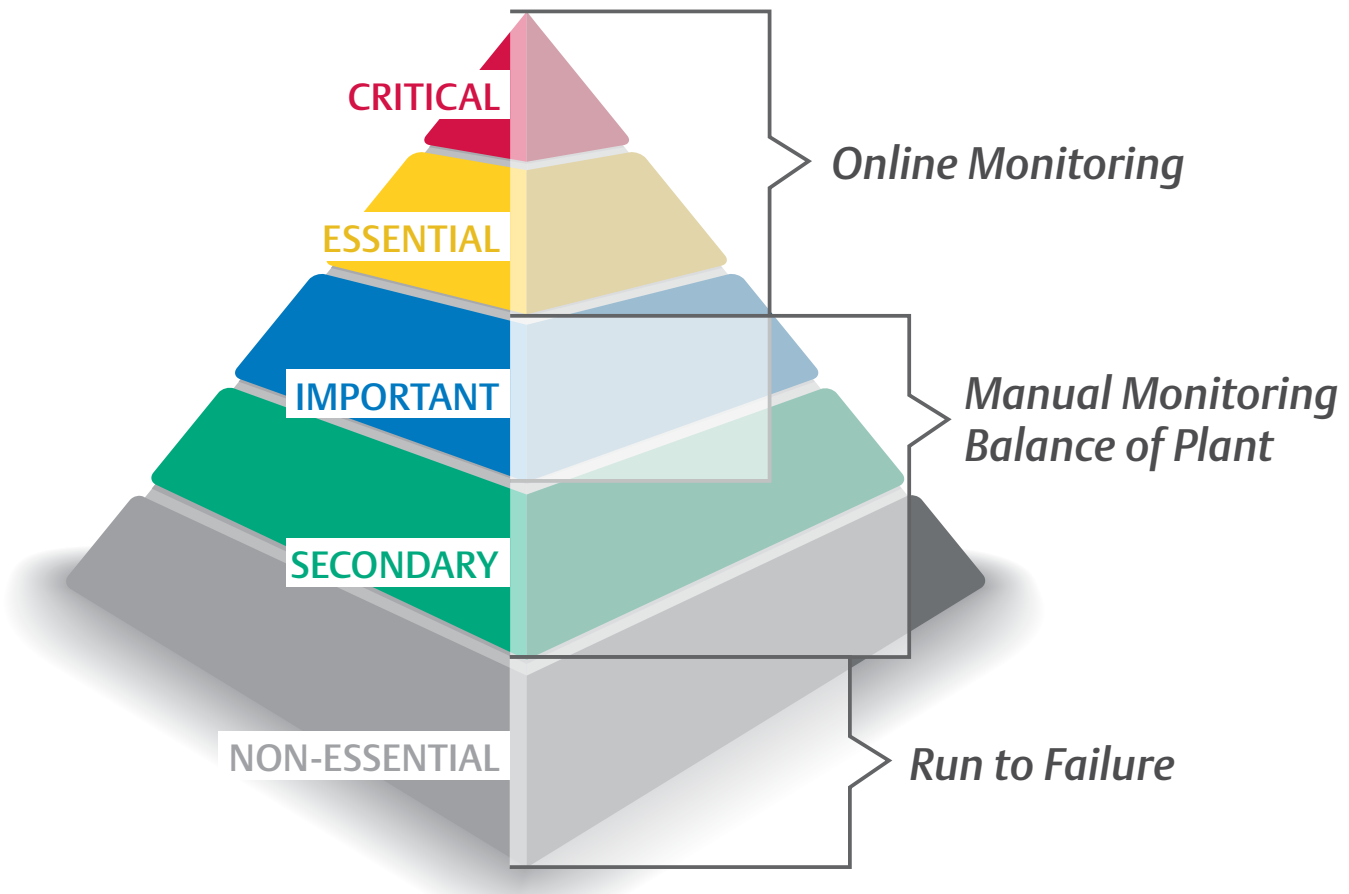 CRITICAL
Online Monitoring
ESSENTIAL
IMPORTANT
Manual Monitoring
Balance of Plant
SECONDARY
NON-ESSENTIAL
Run to Failure